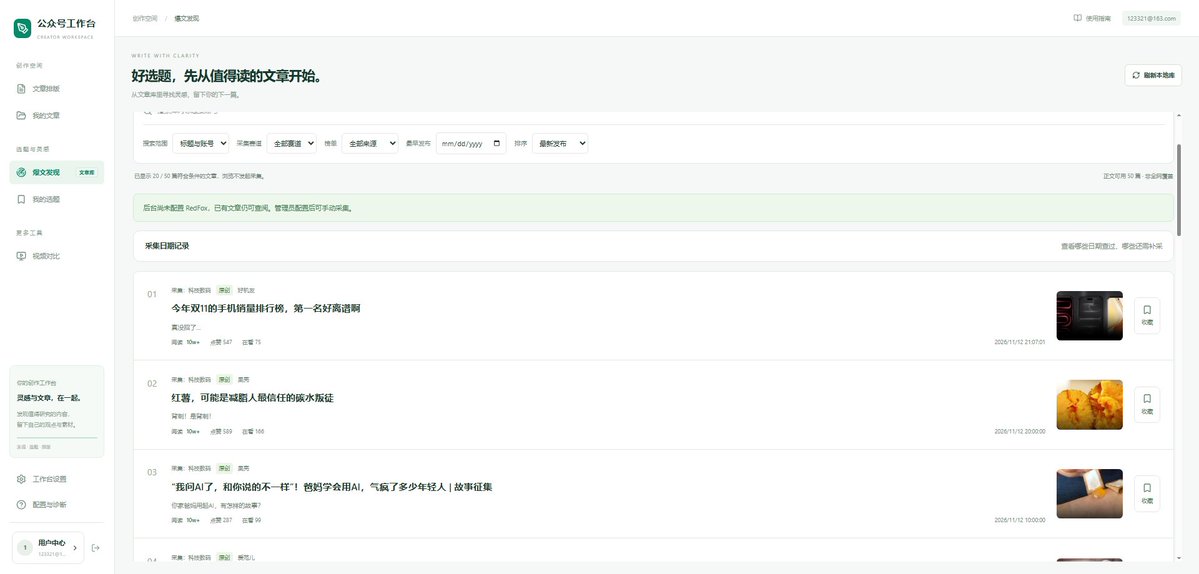 公众号工作台
CREATOR WORKSPACE
创作空间
文章排版
我的文章
选题与灵感
爆文发现 文章库
我的选题
更多工具
视频对比
你的创作工作台
灵感与文章，在一起。
发现值得研究的内容，
留下自己的观点与素材。
工作台设置
配置与诊断
1 用户中心
123321@1...
创作空间 / 爆文发现
使用指南 123321@163.com
WRITE WITH CLARITY
好选题，先从值得读的文章开始。
从文章库里寻找灵感，留下你的下一篇。
刷新本地库
搜索范围 标题与账号 采集赛道 全部赛道 榜单 全部来源 最早发布 mm/dd/yyyy 排序 最新发布
已显示 20 / 50 篇符合条件的文章，浏览不发起采集。
正文可用 50 篇 · 非全网覆盖
后台尚未配置 RedFox，已有文章仍可查阅。管理员配置后可手动采集。
采集日期记录
查看哪些日期查过，哪些还需补采
01
采集：科技数码 原创 好机友
今年双11的手机销量排行榜，第一名好离谱啊
真没招了...
阅读 10w+ 点赞 547 在看 75
2026/11/12 21:07:01
收藏
02
采集：科技数码 原创 果壳
红薯，可能是减脂人最信任的碳水叛徒
背刺！是背刺！
阅读 10w+ 点赞 589 在看 166
2026/11/12 20:00:00
收藏
03
采集：科技数码 原创 果壳
“我问AI了，和你说的不一样”！爸妈学会用AI，气疯了多少年轻人 | 故事征集
你家爸妈用起AI，有怎样的故事？
阅读 10w+ 点赞 287 在看 99
2026/11/12 10:00:00
收藏
04
采集：科技数码 原创 爱范儿